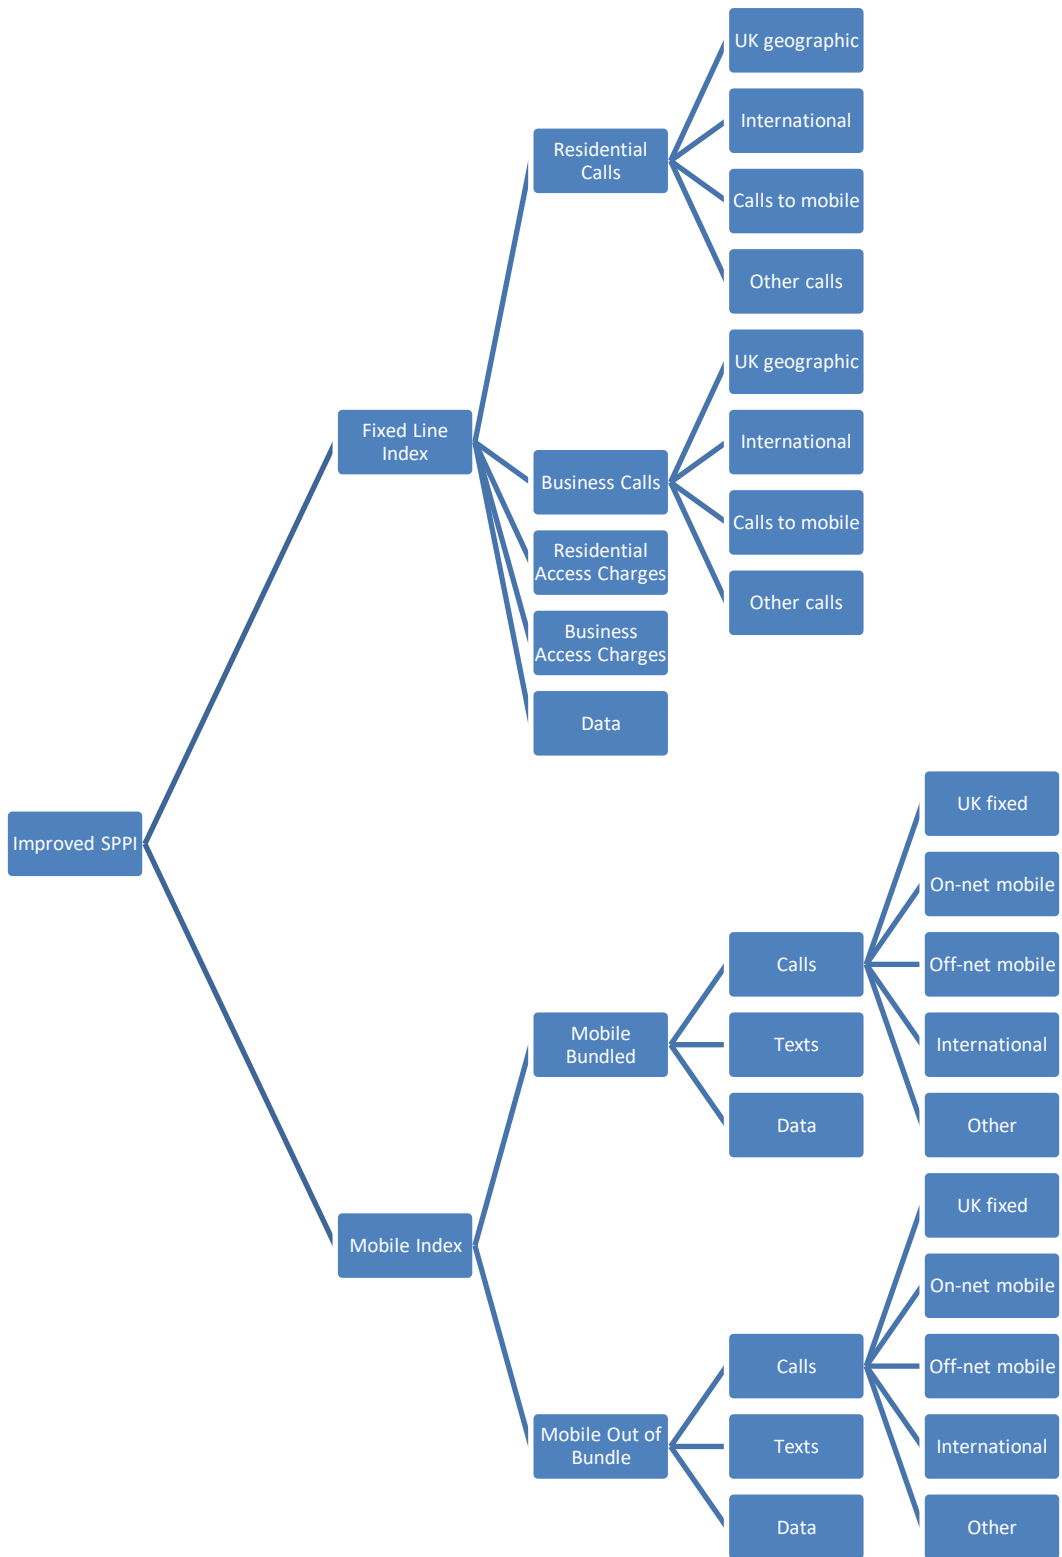 UK geographic
International
Residential
Calls
Calls to mobile
Other calls
UK geographic
Fixed Line
Index
International
Business Calls
Calls to mobile
Residential
Access Charges
Other calls
Business
Access Charges
Data
UK fixed
Improved SPPI
On-net mobile
Calls
Off-net mobile
Mobile
Bundled
Texts
International
Data
Other
UK fixed
Mobile Index
On-net mobile
Calls
Off-net mobile
Mobile Out of
Bundle
Texts
International
Data
Other